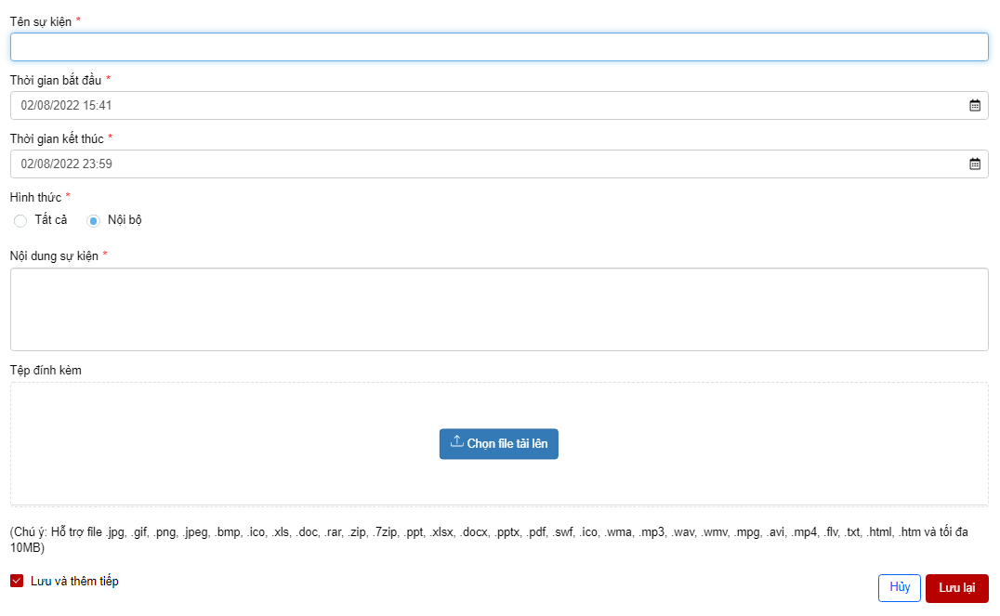 Tên sự kiện *
Thời gian bắt đầu *
02/08/2022 15:41
Thời gian kết thúc *
02/08/2022 23:59
Hình thức *
Tất cả Nội bộ
Nội dung sự kiện *
Tệp đính kèm
Chọn file tải lên
(Chú ý: Hỗ trợ file .jpg, .gif, .png, .jpeg, .bmp, .ico, .xls, .doc, .rar, .zip, .7zip, .ppt, .xlsx, .docx, .pptx, .pdf, .swf, .ico, .wma, .mp3, .wav, .wmv, .mpg, .avi, .mp4, .flv, .txt, .html, .htm và tối đa
10MB)
Lưu và thêm tiếp
Hủy Lưu lại